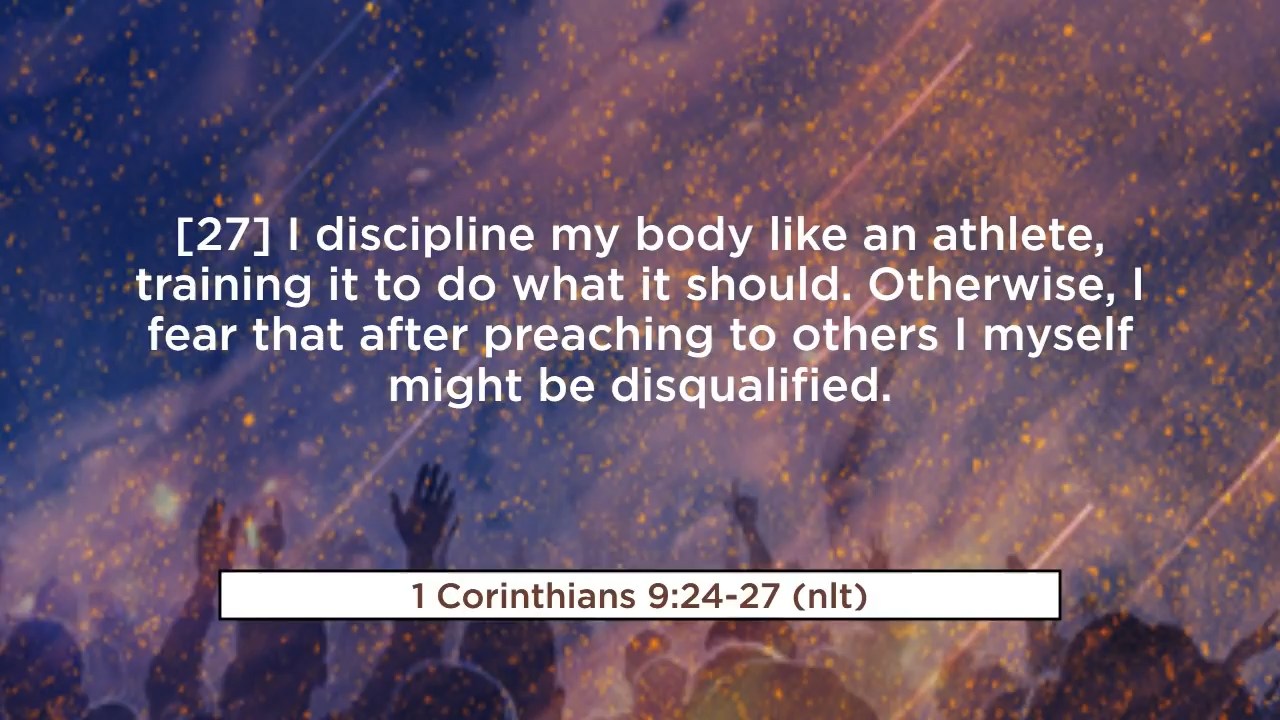 [27] I discipline my body like an athlete,
training it to do what it should. Otherwise, I
fear that after preaching to others I myself
might be disqualified.
1 Corinthians 9:24-27 (nlt)